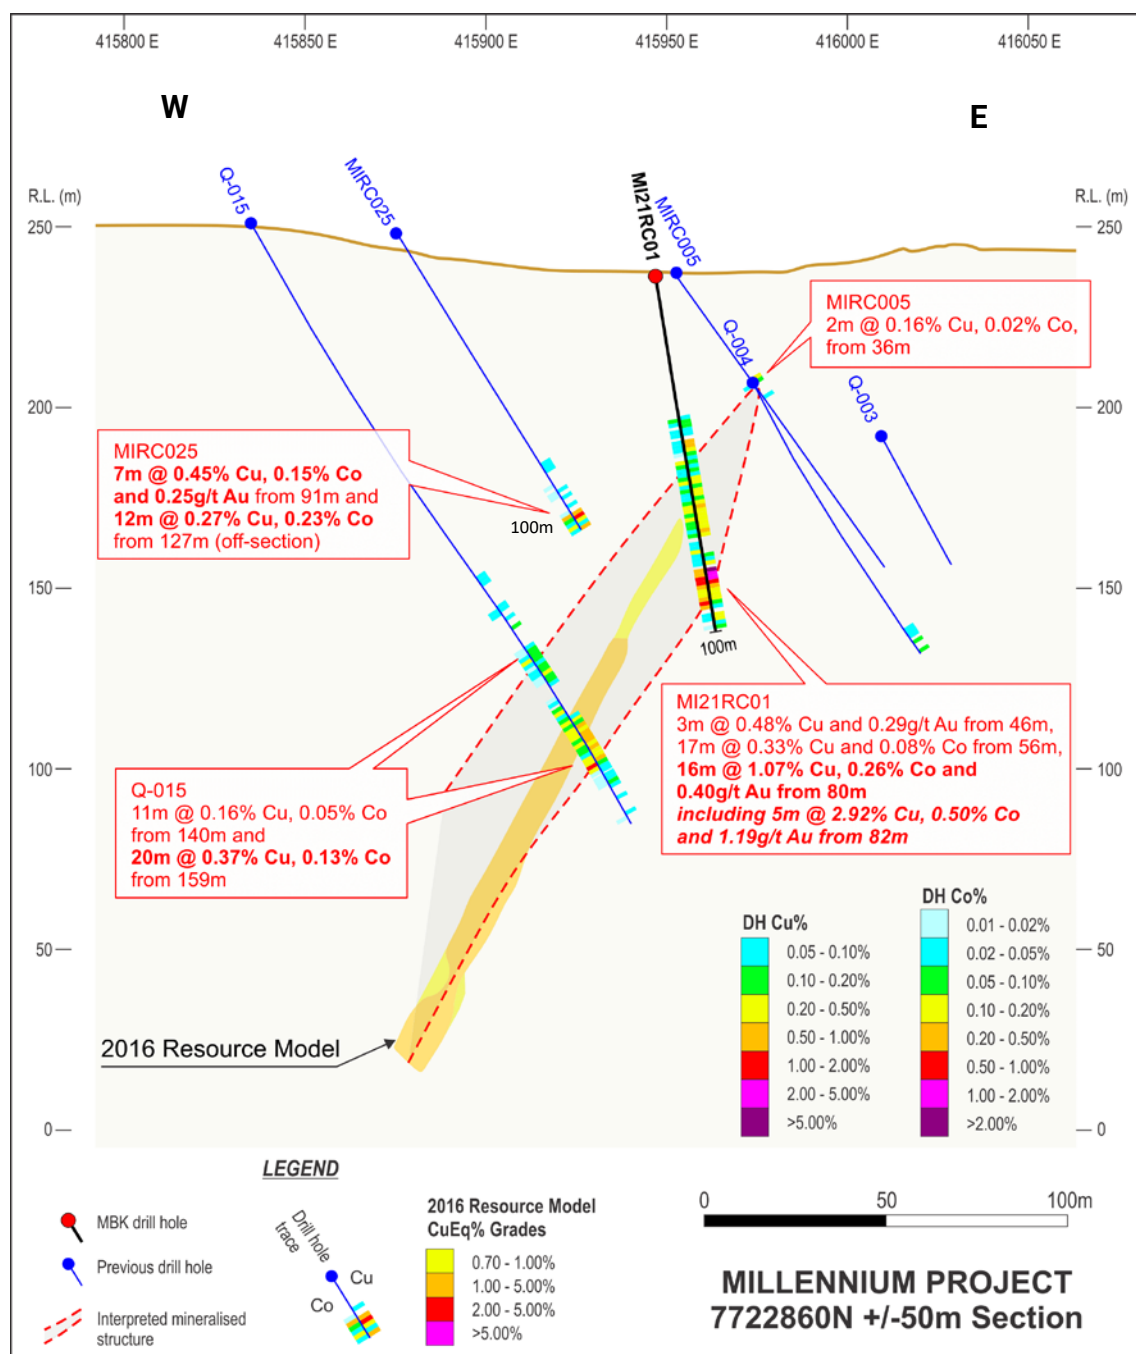 415800 E
415850 E
415900 E
415950 E
416000 E
416050 E
W
E
R.L. (m)
R.L. (m)
250
250
200
200
150
150
100
100
50
50
0
0
Q-015
MIRC025
MI21RC01
MIRC005
Q-004
Q-003
MIRC005
2m @ 0.16% Cu, 0.02% Co,
from 36m
MIRC025
7m @ 0.45% Cu, 0.15% Co
and 0.25g/t Au from 91m and
12m @ 0.27% Cu, 0.23% Co
from 127m (off-section)
100m
100m
MI21RC01
3m @ 0.48% Cu and 0.29g/t Au from 46m,
17m @ 0.33% Cu and 0.08% Co from 56m,
16m @ 1.07% Cu, 0.26% Co and
0.40g/t Au from 80m
including 5m @ 2.92% Cu, 0.50% Co
and 1.19g/t Au from 82m
Q-015
11m @ 0.16% Cu, 0.05% Co
from 140m and
20m @ 0.37% Cu, 0.13% Co
from 159m
2016 Resource Model
DH Cu%
0.05 - 0.10%
0.10 - 0.20%
0.20 - 0.50%
0.50 - 1.00%
1.00 - 2.00%
2.00 - 5.00%
>5.00%
DH Co%
0.01 - 0.02%
0.02 - 0.05%
0.05 - 0.10%
0.10 - 0.20%
0.20 - 0.50%
0.50 - 1.00%
1.00 - 2.00%
>2.00%
LEGEND
MBK drill hole
Previous drill hole
Interpreted mineralised
structure
Drill hole
trace
Cu
Co
2016 Resource Model
CuEq% Grades
0.70 - 1.00%
1.00 - 5.00%
2.00 - 5.00%
>5.00%
0
50
100m
MILLENNIUM PROJECT
7722860N +/-50m Section